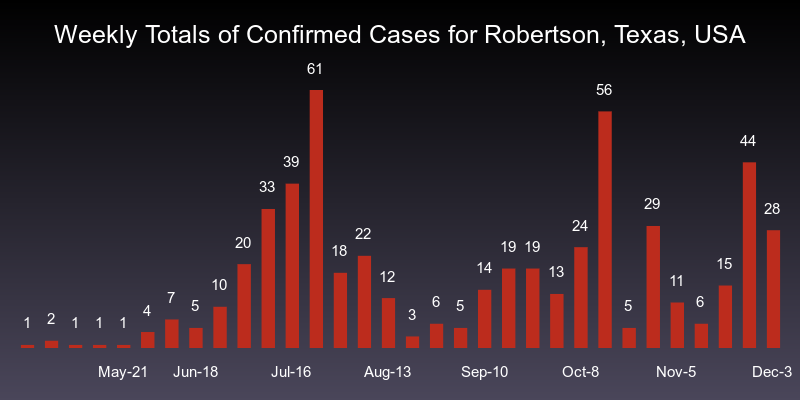 Weekly Totals of Confirmed Cases for Robertson, Texas, USA
1 2 1 1 1 4 7 5 10 20 33 39 61 18 22 12 3 6 5 14 19 19 13 24 56 5 29 11 6 15 44 28
May-21 Jun-18 Jul-16 Aug-13 Sep-10 Oct-8 Nov-5 Dec-3